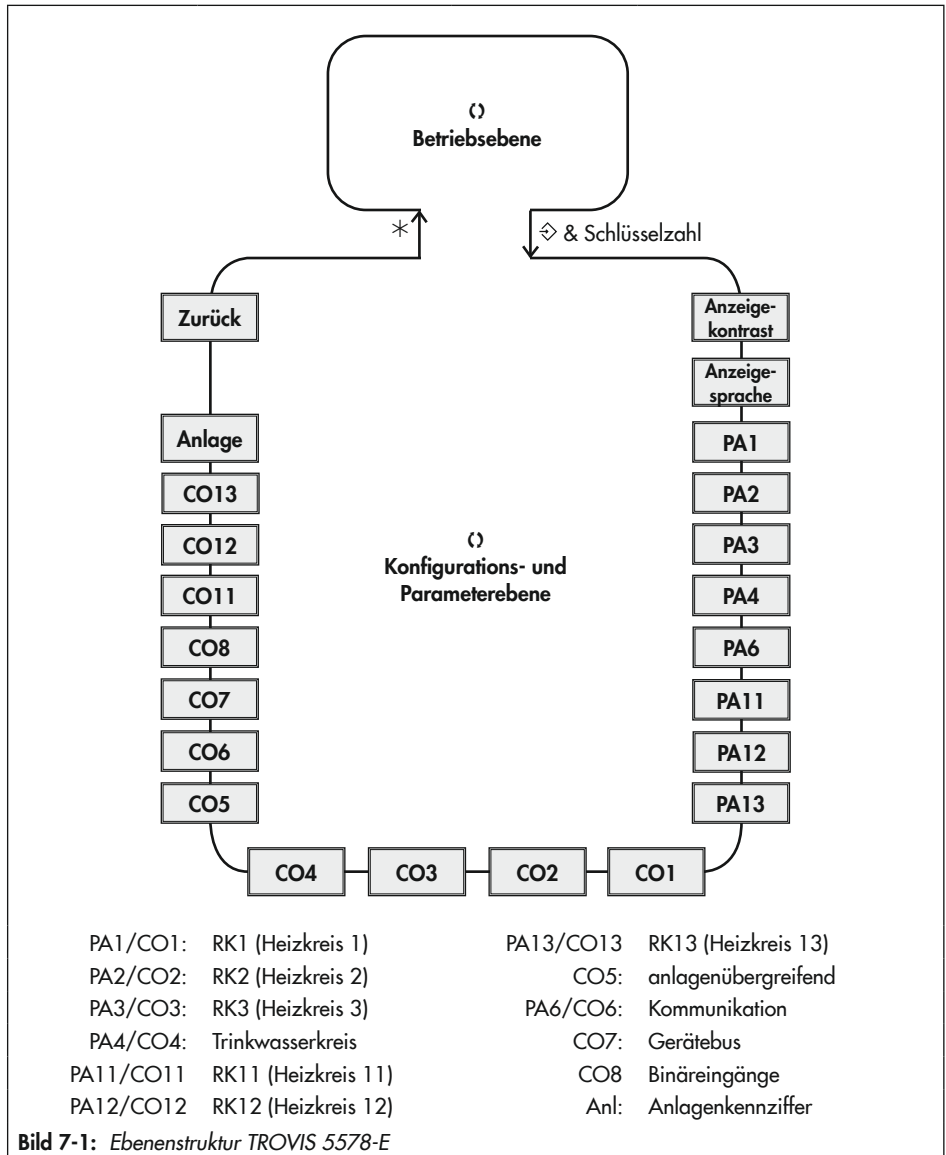 Betriebsebene
& Schlüsselzahl
Zurück
Anzeige-
kontrast
Anzeige-
sprache
Anlage
PA1
CO13
PA2
CO12
PA3
Konfigurations- und
Parameterebene
CO11
PA4
CO8
PA6
CO7
PA11
CO6
PA12
CO5
PA13
CO4 CO3 CO2 CO1
PA1/CO1: RK1 (Heizkreis 1)
PA2/CO2: RK2 (Heizkreis 2)
PA3/CO3: RK3 (Heizkreis 3)
PA4/CO4: Trinkwasserkreis
PA11/CO11 RK11 (Heizkreis 11)
PA12/CO12 RK12 (Heizkreis 12)
PA13/CO13 RK13 (Heizkreis 13)
CO5: anlagenübergreifend
PA6/CO6: Kommunikation
CO7: Gerätebus
CO8 Binäreingänge
Anl: Anlagenkennziffer
Bild 7-1: Ebenenstruktur TROVIS 5578-E